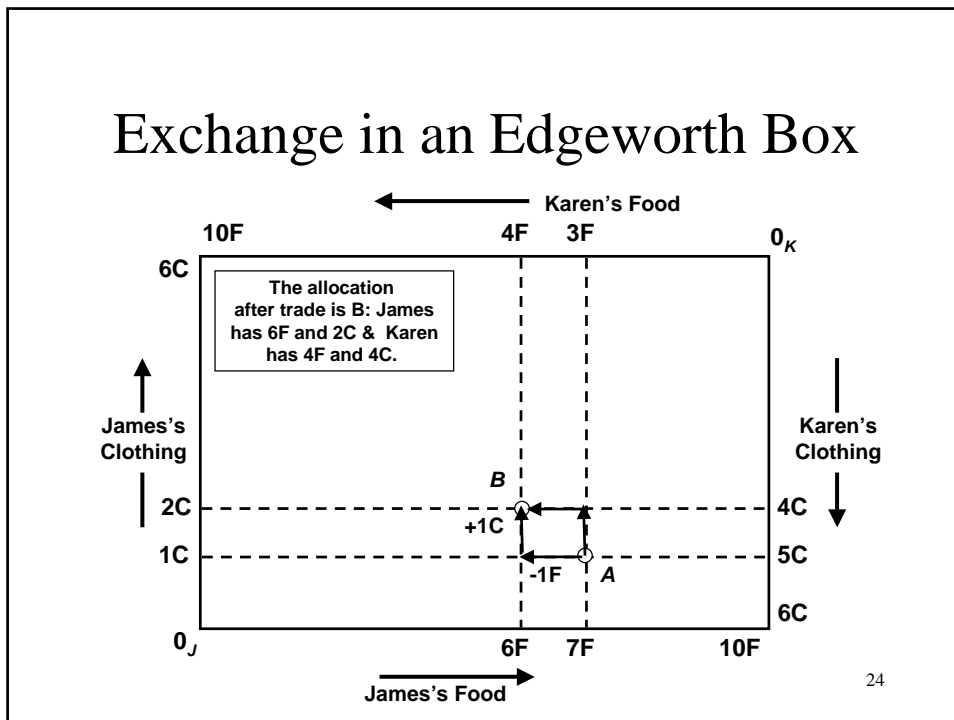 Exchange in an Edgeworth Box
Karen's Food
10F 4F 3F 0K
6C
The allocation
after trade is B: James
has 6F and 2C & Karen
has 4F and 4C.
James's
Clothing
Karen's
Clothing
B
2C 4C
+1C
1C 5C
-1F A
6C
0J 6F 7F 10F
James's Food
24